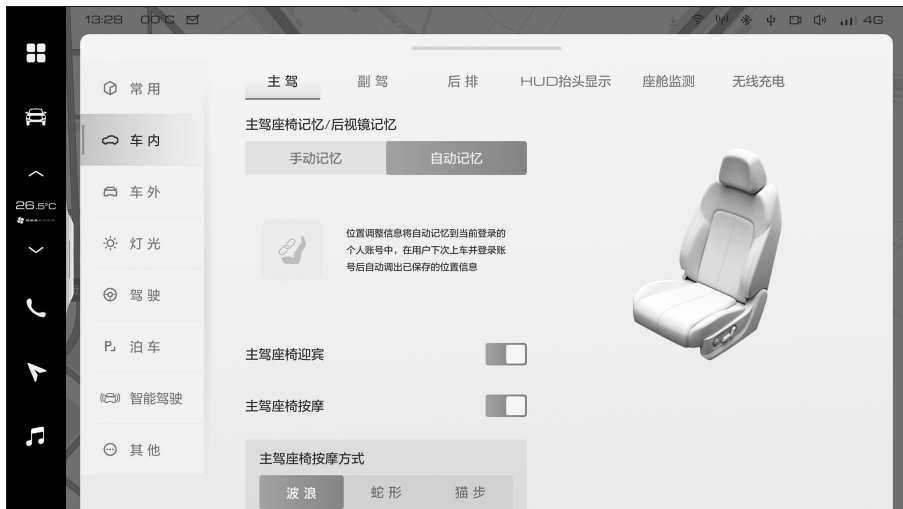 13:28 00°C
4G
26.5°C
常用
车内
车外
灯光
驾驶
P 泊车
智能驾驶
其他
主驾 副驾 后排 HUD抬头显示 座舱监测 无线充电
主驾座椅记忆/后视镜记忆
手动记忆 自动记忆
位置调整信息将自动记忆到当前登录的
个人账号中，在用户下次上车并登录账
号后自动调出已保存的位置信息
主驾座椅迎宾
主驾座椅按摩
主驾座椅按摩方式
波浪 蛇形 猫步